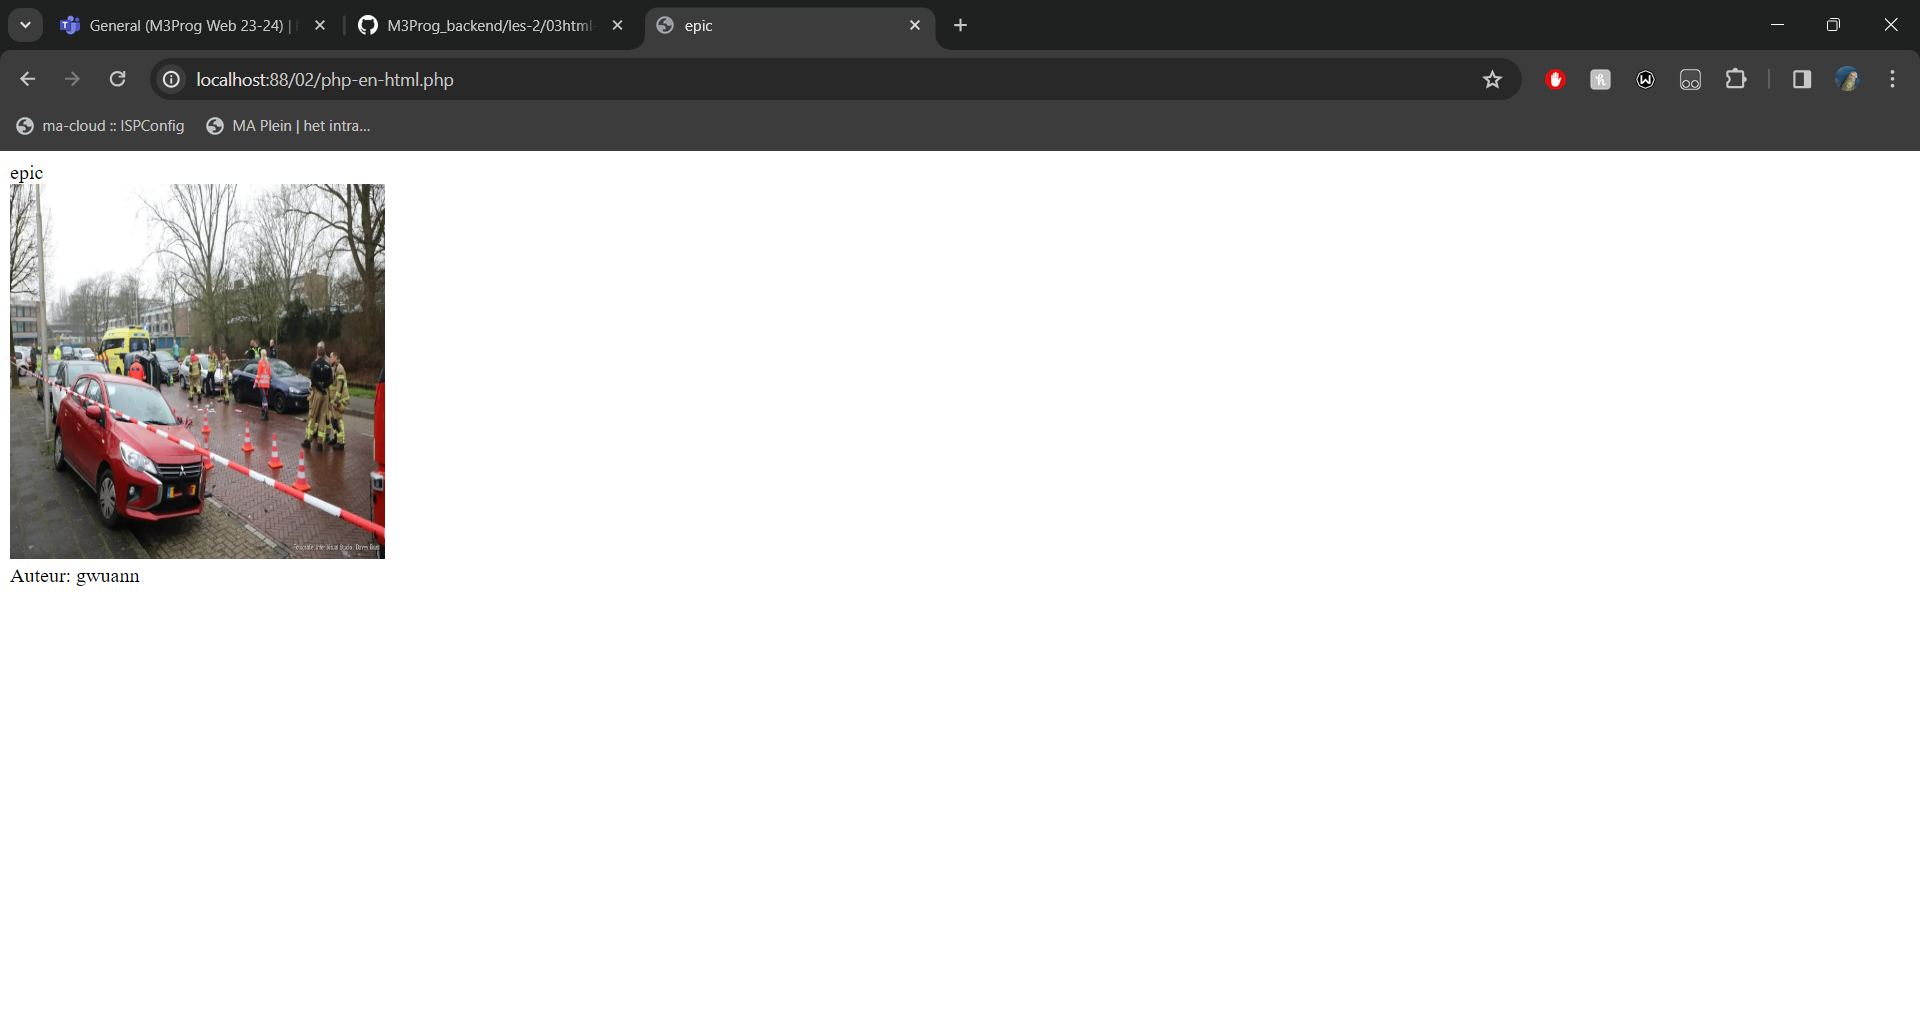 General (M3Prog Web 23-24) |
M3Prog_backend/les-2/03html-
epic
localhost:88/02/php-en-html.php
ma-cloud :: ISPConfig
MA Plein | het intra...
epic
Auteur: gwuann